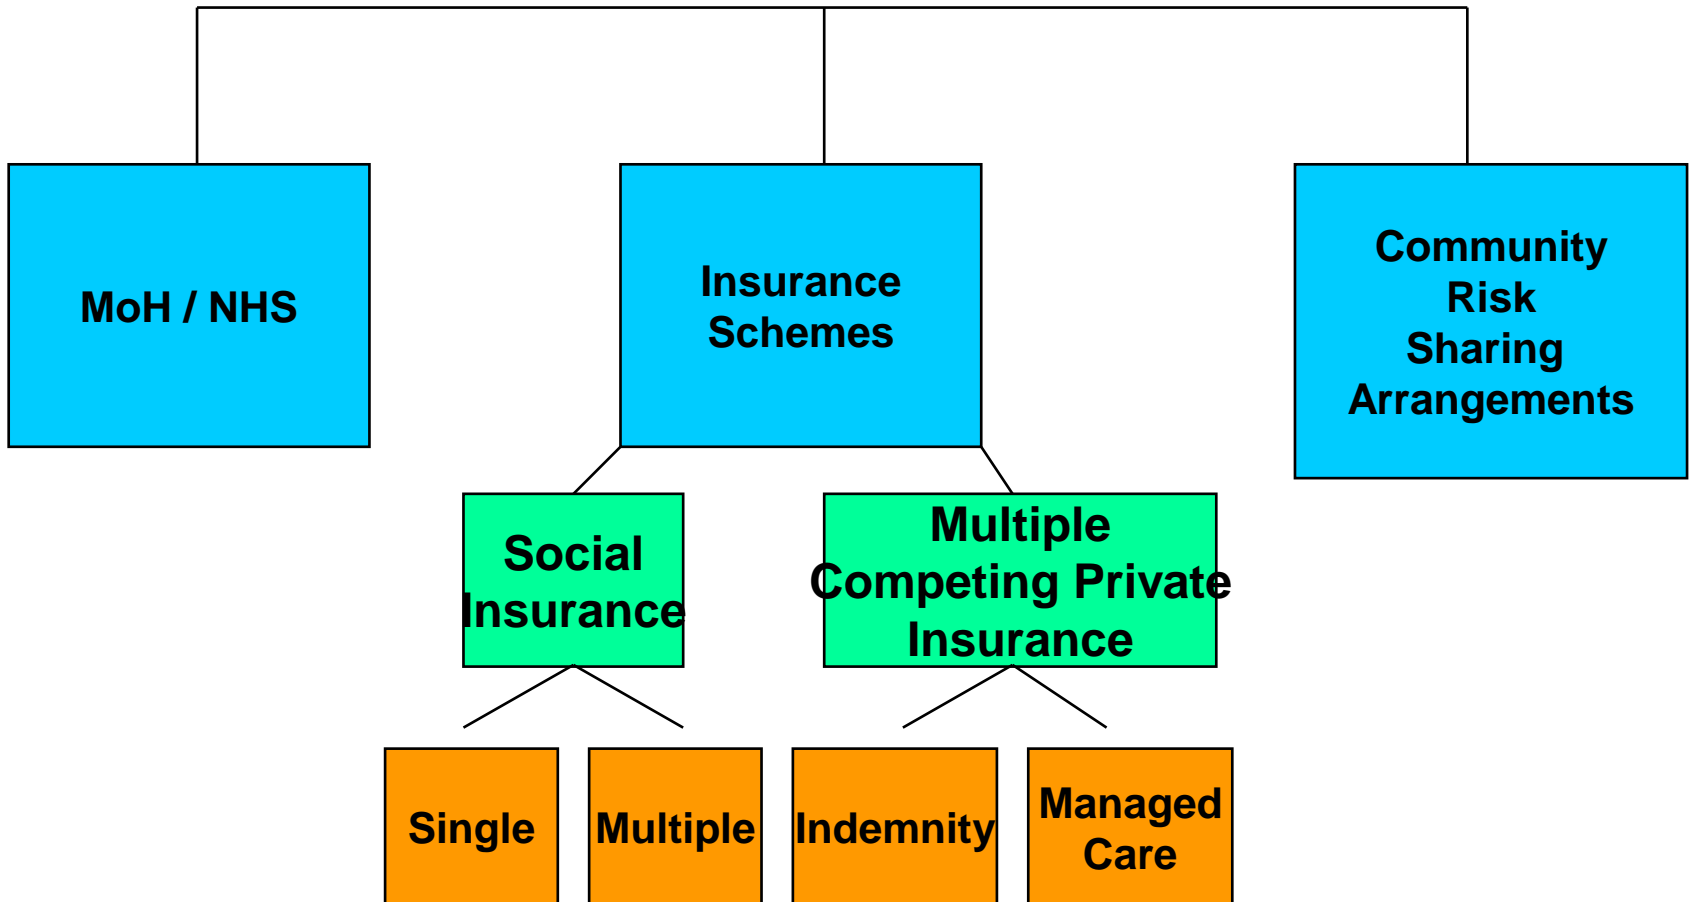 MoH / NHS
Insurance
Schemes
Community
Risk
Sharing
Arrangements
Social
Insurance
Multiple
Competing Private
Insurance
Single
Multiple
Indemnity
Managed
Care